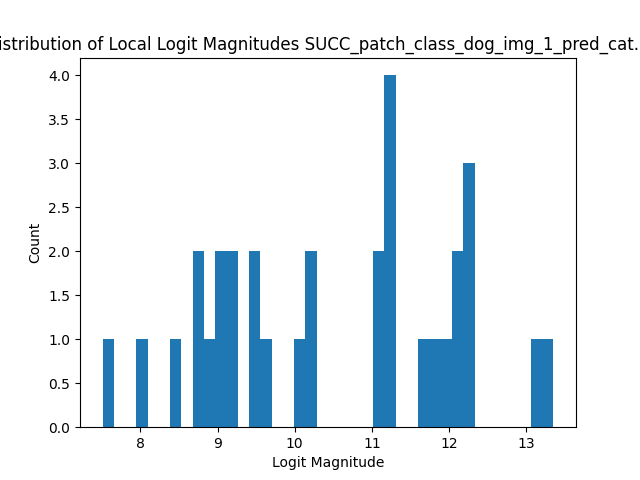 istribution of Local Logit Magnitudes SUCC_patch_class_dog_img_1_pred_cat.
4.0
3.5
3.0
2.5
2.0
1.5
1.0
0.5
0.0
Count
8 9 10 11 12 13
Logit Magnitude